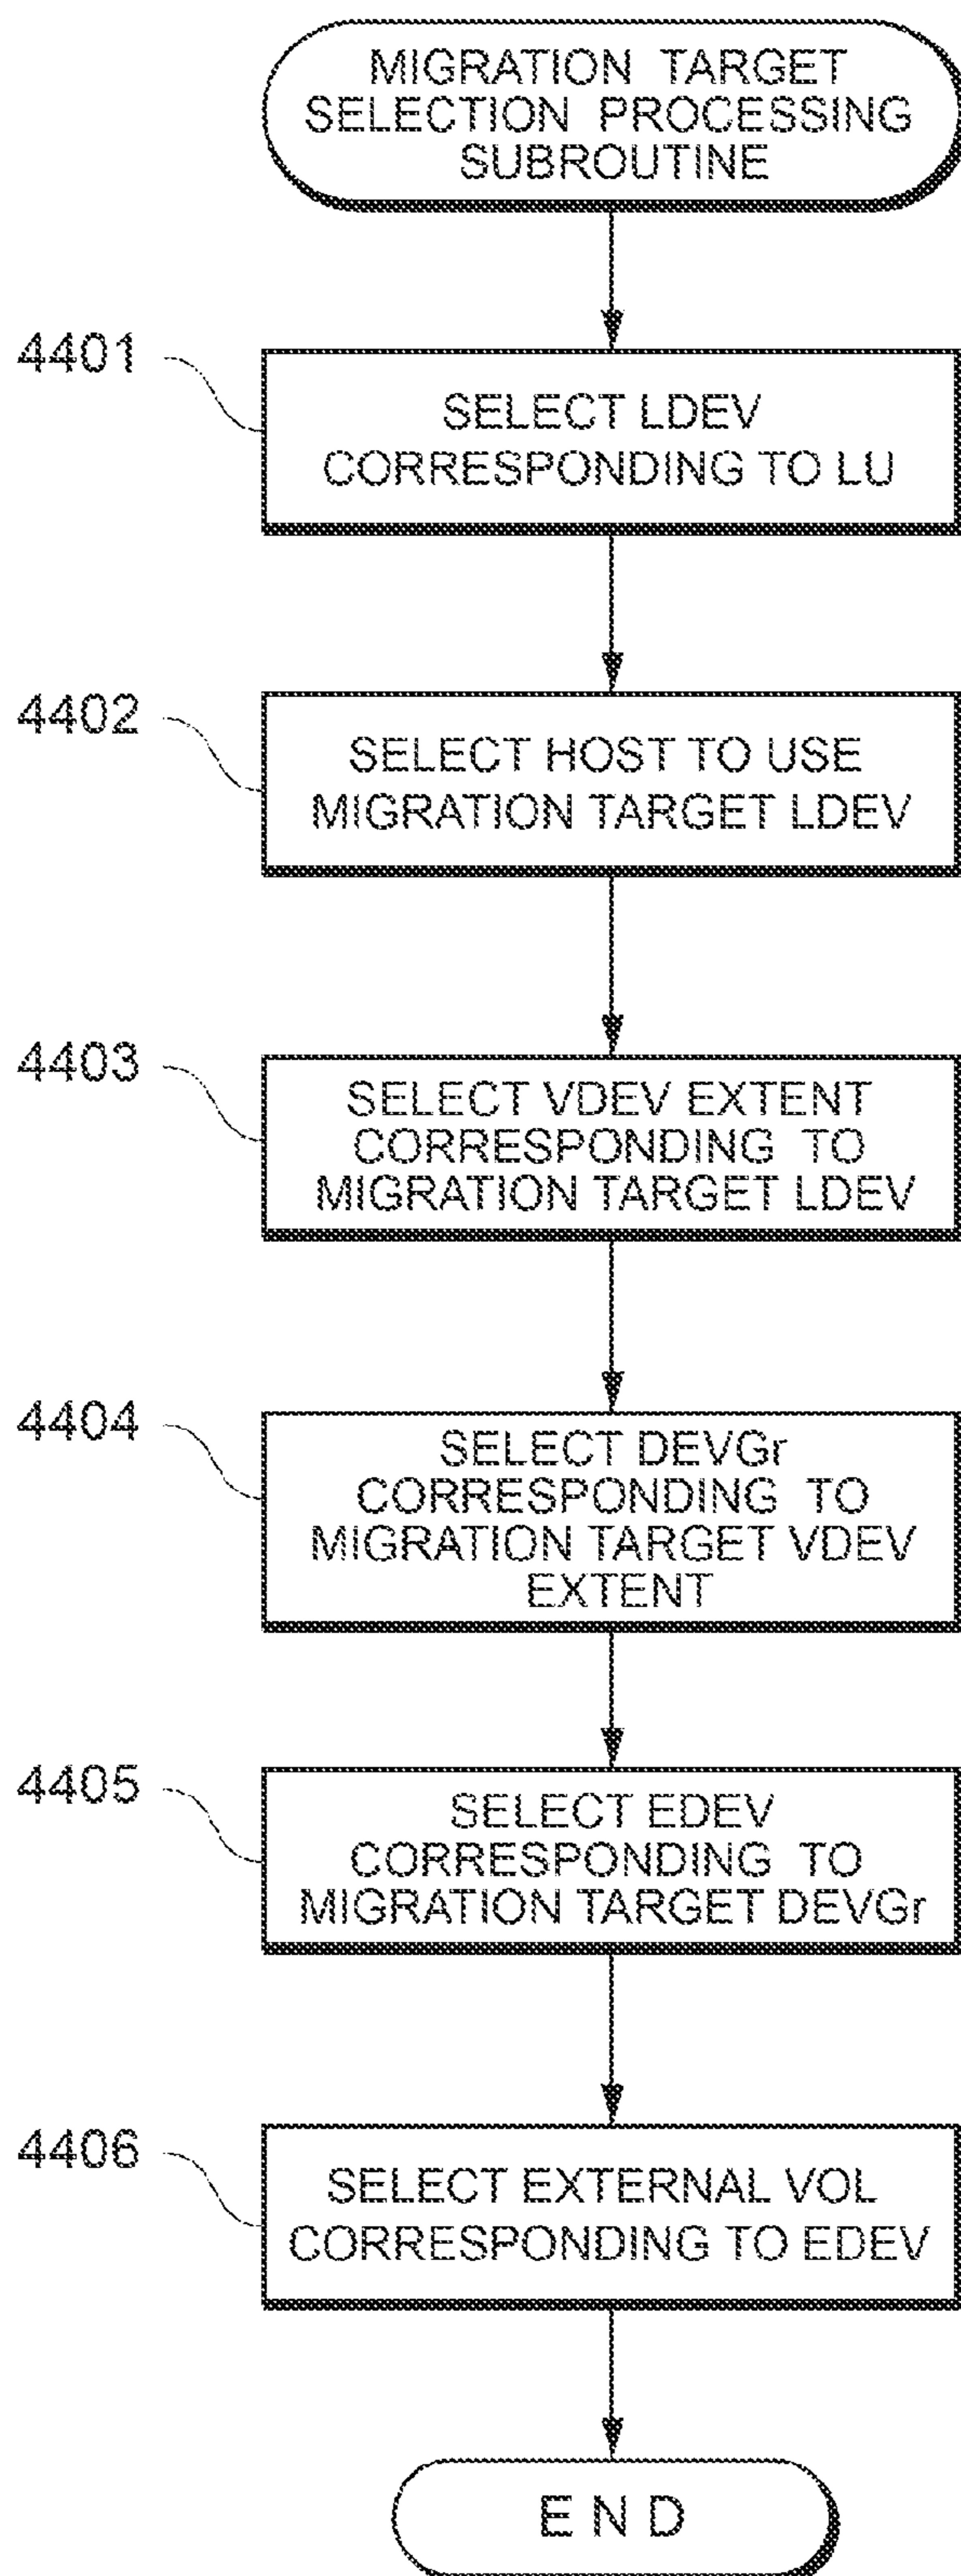 MIGRATION TARGET
SELECTION PROCESSING
SUBROUTINE
4401
SELECT LDEV
CORRESPONDING TO LU
4402
SELECT HOST TO USE
MIGRATION TARGET LDEV
4403
SELECT VDEV EXTENT
CORRESPONDING TO
MIGRATION TARGET LDEV
4404
SELECT DEVGr
CORRESPONDING TO
MIGRATION TARGET VDEV
EXTENT
4405
SELECT EDEV
CORRESPONDING TO
MIGRATION TARGET DEVGr
4406
SELECT EXTERNAL VOL
CORRESPONDING TO EDEV
END